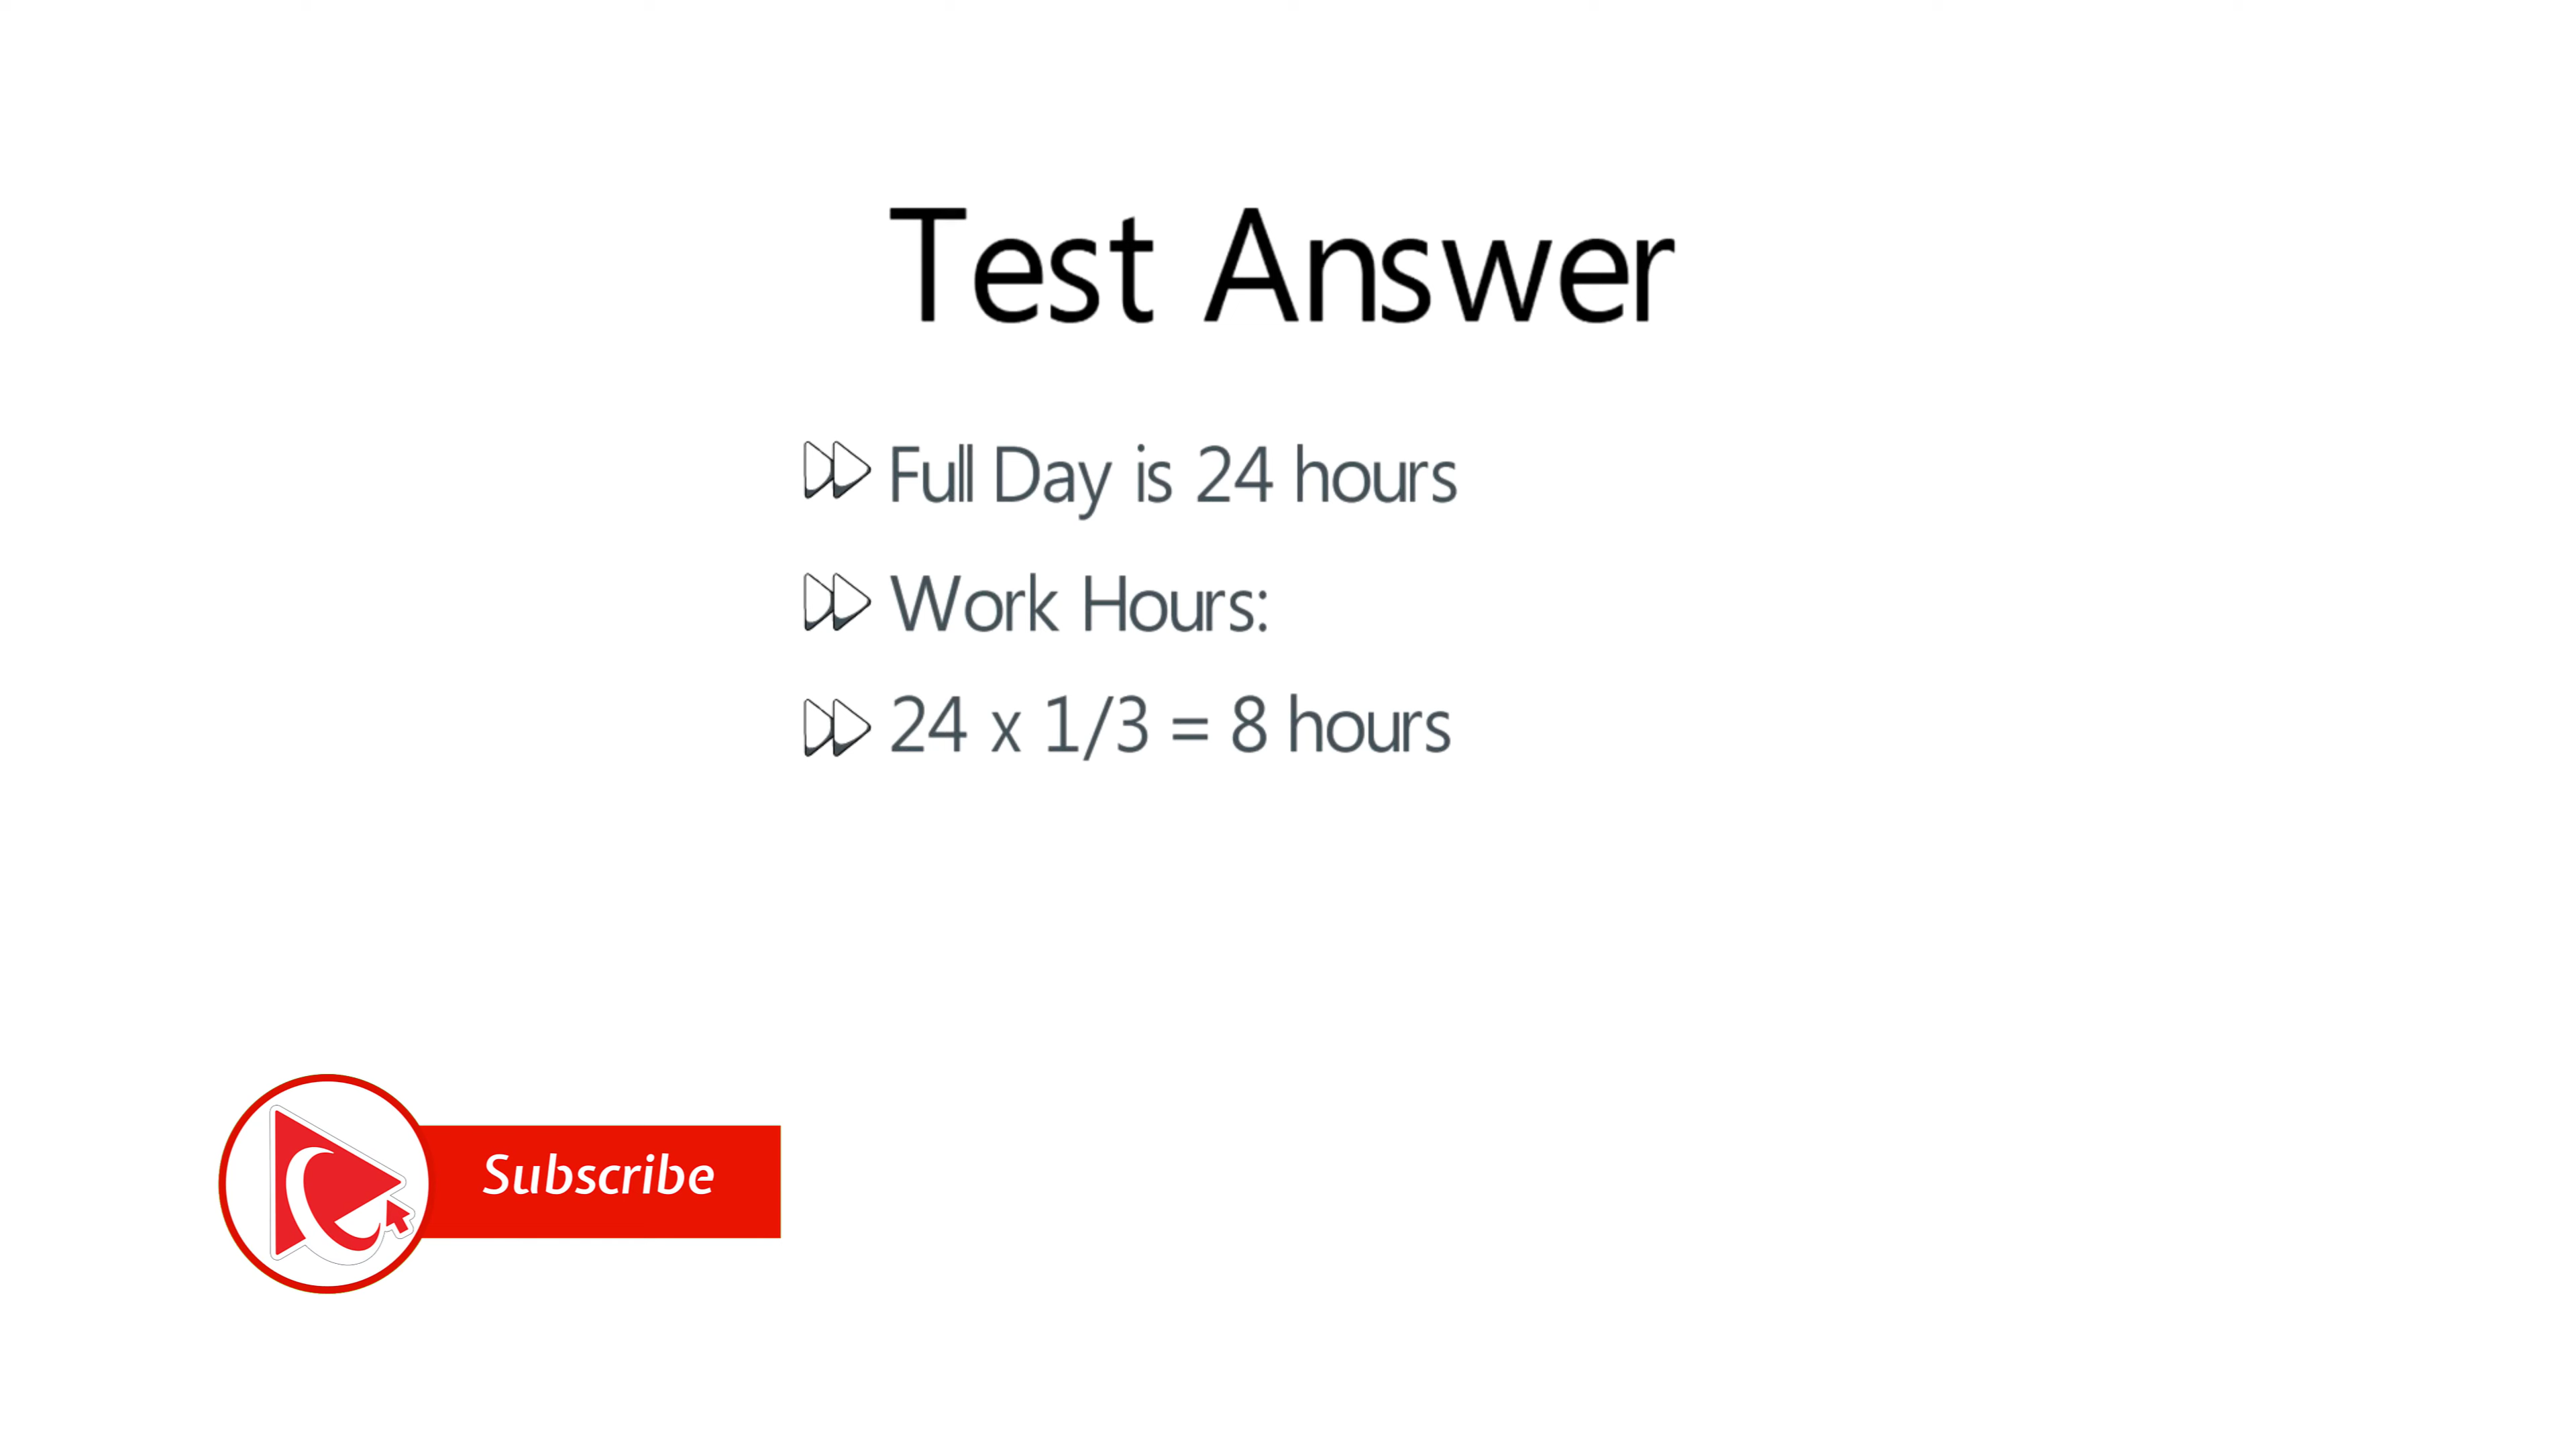 Test Answer
Full Day is 24 hours
Work Hours:
24 x 1/3 = 8 hours
Subscribe